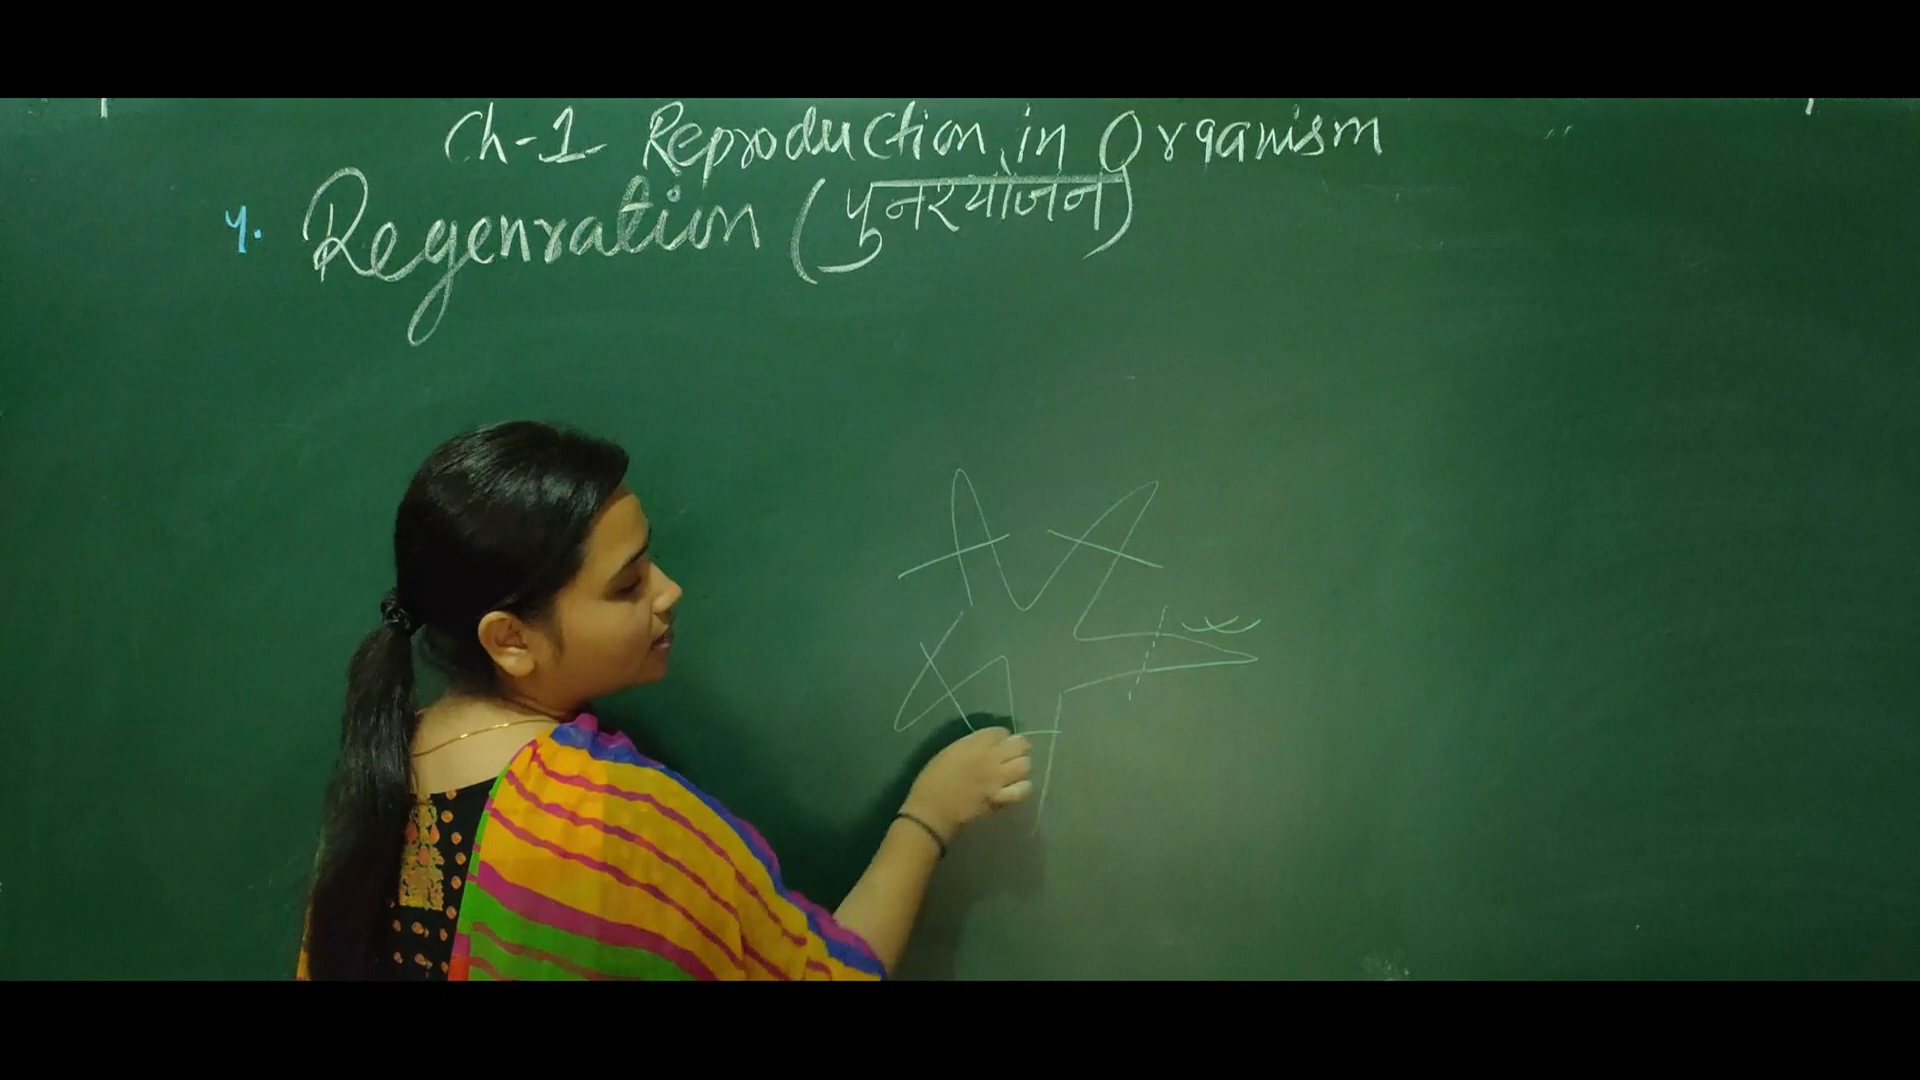 Ch-1 Reproduction in Organism
4. Regenration (पुनरयोजन)